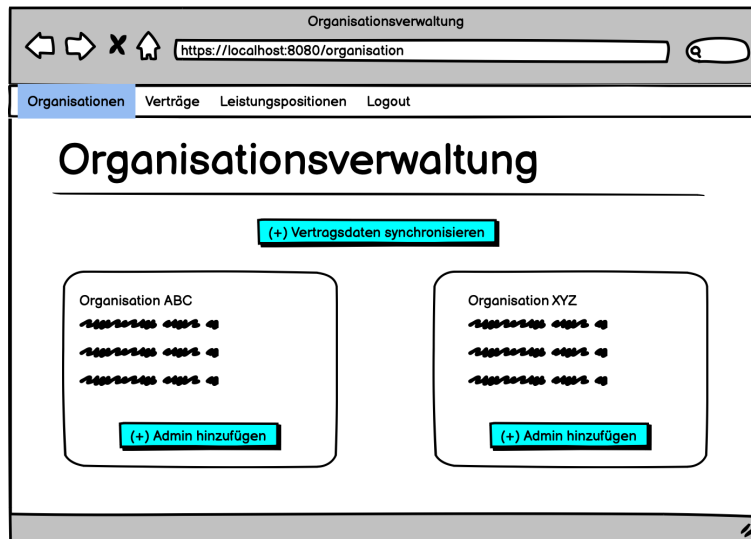 Organisationsverwaltung
https://localhost:8080/organisation
Organisationen Verträge Leistungspositionen Logout
Organisationsverwaltung
(+) Vertragsdaten synchronisieren
Organisation ABC
(+) Admin hinzufügen
Organisation XYZ
(+) Admin hinzufügen